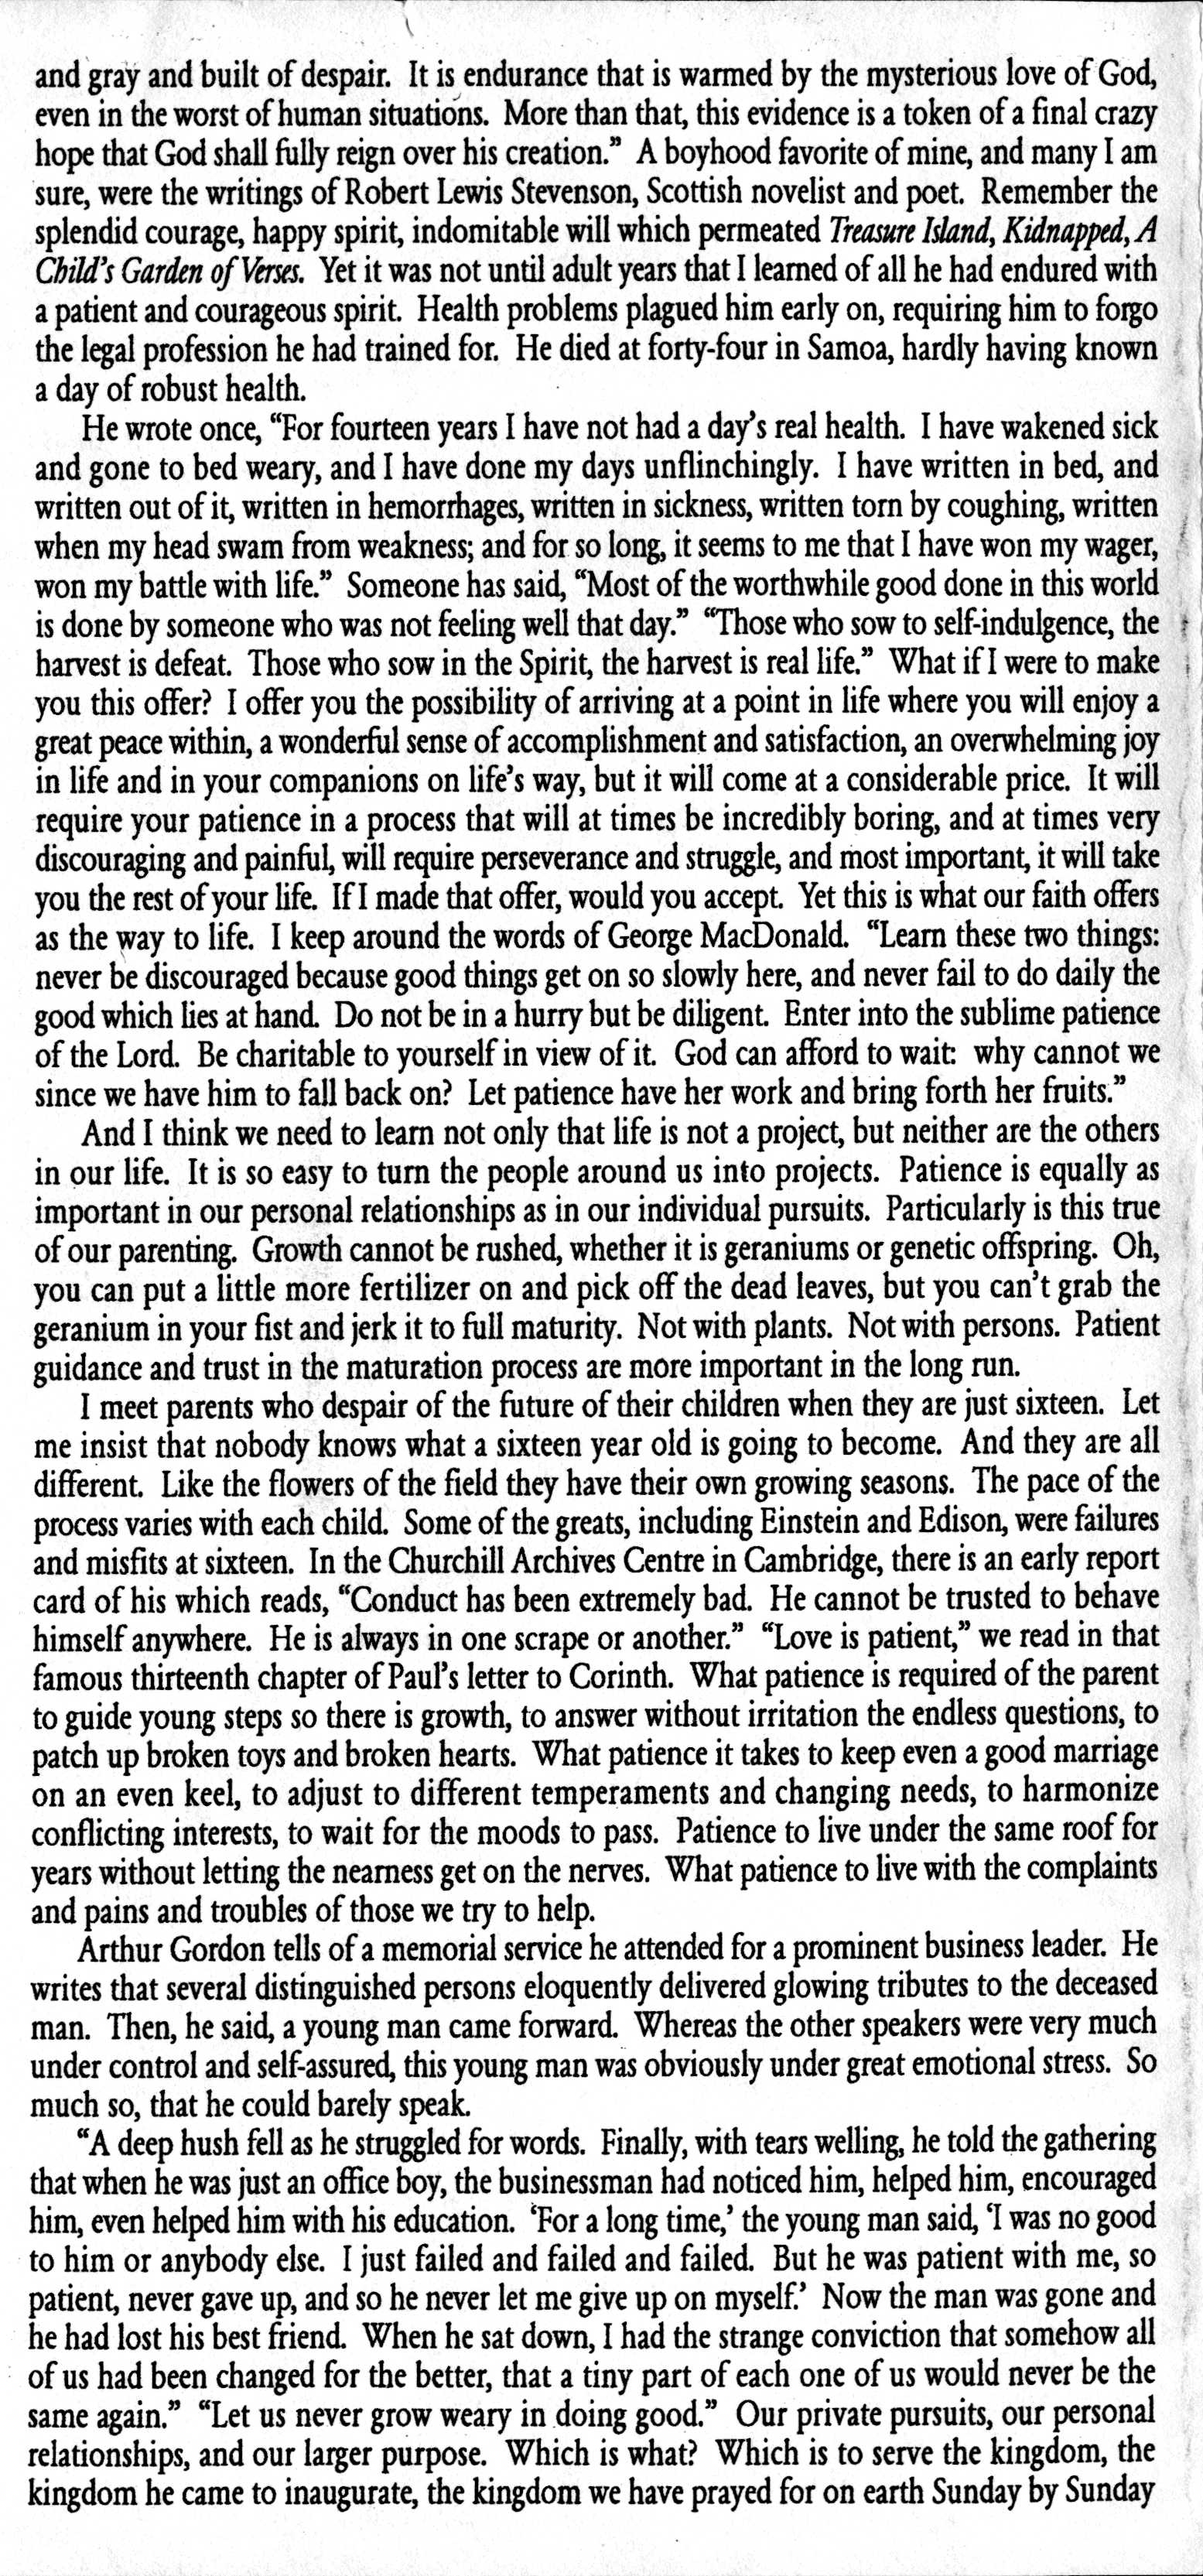 and gray and built of despair. It is endurance that is warmed by the mysterious love of God,
even in the worst of human situations. More than that, this evidence is a token of a final crazy
hope that God shall fully reign over his creation.” A boyhood favorite of mine, and many I am
sure, were the writings of Robert Lewis Stevenson, Scottish novelist and poet. Remember the
splendid courage, happy spirit, indomitable will which permeated Treasure Island, Kidnapped, A
Child’s Garden of Verses. Yet it was not until adult years that I learned of all he had endured with
a patient and courageous spirit. Health problems plagued him early on, requiring him to forgo
the legal profession he had trained for. He died at forty-four in Samoa, hardly having known
a day of robust health.
He wrote once, “For fourteen years I have not had a day’s real health. I have wakened sick
and gone to bed weary, and I have done my days unflinchingly. I have written in bed, and
written out of it, written in hemorrhages, written in sickness, written torn by coughing, written
when my head swam from weakness; and for so long, it seems to me that I have won my wager,
won my battle with life.” Someone has said, “Most of the worthwhile good done in this world
is done by someone who was not feeling well that day.” “Those who sow to self-indulgence, the
harvest is defeat. Those who sow in the Spirit, the harvest is real life.” What if I were to make
you this offer? I offer you the possibility of arriving at a point in life where you will enjoy a
great peace within, a wonderful sense of accomplishment and satisfaction, an overwhelming joy
in life and in your companions on life’s way, but it will come at a considerable price. It will
require your patience in a process that will at times be incredibly boring, and at times very
discouraging and painful, will require perseverance and struggle, and most important, it will take
you the rest of your life. If I made that offer, would you accept. Yet this is what our faith offers
as the way to life. I keep around the words of George MacDonald. “Learn these two things:
never be discouraged because good things get on so slowly here, and never fail to do daily the
good which lies at hand. Do not be in a hurry but be diligent. Enter into the sublime patience
of the Lord. Be charitable to yourself in view of it. God can afford to wait: why cannot we
since we have him to fall back on? Let patience have her work and bring forth her fruits.”
And I think we need to learn not only that life is not a project, but neither are the others
in our life. It is so easy to turn the people around us into projects. Patience is equally as
important in our personal relationships as in our individual pursuits. Particularly is this true
of our parenting. Growth cannot be rushed, whether it is geraniums or genetic offspring. Oh,
you can put a little more fertilizer on and pick off the dead leaves, but you can’t grab the
geranium in your fist and jerk it to full maturity. Not with plants. Not with persons. Patient
guidance and trust in the maturation process are more important in the long run.
I meet parents who despair of the future of their children when they are just sixteen. Let
me insist that nobody knows what a sixteen year old is going to become. And they are all
different. Like the flowers of the field they have their own growing seasons. The pace of the
process varies with each child. Some of the greats, including Einstein and Edison, were failures
and misfits at sixteen. In the Churchill Archives Centre in Cambridge, there is an early report
card of his which reads, “Conduct has been extremely bad. He cannot be trusted to behave
himself anywhere. He is always in one scrape or another.” “Love is patient,” we read in that
famous thirteenth chapter of Paul’s letter to Corinth. What patience is required of the parent
to guide young steps so there is growth, to answer without irritation the endless questions, to
patch up broken toys and broken hearts. What patience it takes to keep even a good marriage
on an even keel, to adjust to different temperaments and changing needs, to harmonize
conflicting interests, to wait for the moods to pass. Patience to live under the same roof for
years without letting the nearness get on the nerves. What patience to live with the complaints
and pains and troubles of those we try to help.
Arthur Gordon tells of a memorial service he attended for a prominent business leader. He
writes that several distinguished persons eloquently delivered glowing tributes to the deceased
man. Then, he said, a young man came forward. Whereas the other speakers were very much
under control and self-assured, this young man was obviously under great emotional stress. So
much so, that he could barely speak.
“A deep hush fell as he struggled for words. Finally, with tears welling, he told the gathering
that when he was just an office boy, the businessman had noticed him, helped him, encouraged
him, even helped him with his education. ‘For a long time,’ the young man said, ‘I was no good
to him or anybody else. I just failed and failed and failed. But he was patient with me, so
patient, never gave up, and so he never let me give up on myself.’ Now the man was gone and
he had lost his best friend. When he sat down, I had the strange conviction that somehow all
of us had been changed for the better, that a tiny part of each one of us would never be the
same again.” “Let us never grow weary in doing good.” Our private pursuits, our personal
relationships, and our larger purpose. Which is what? Which is to serve the kingdom, the
kingdom he came to inaugurate, the kingdom we have prayed for on earth Sunday by Sunday